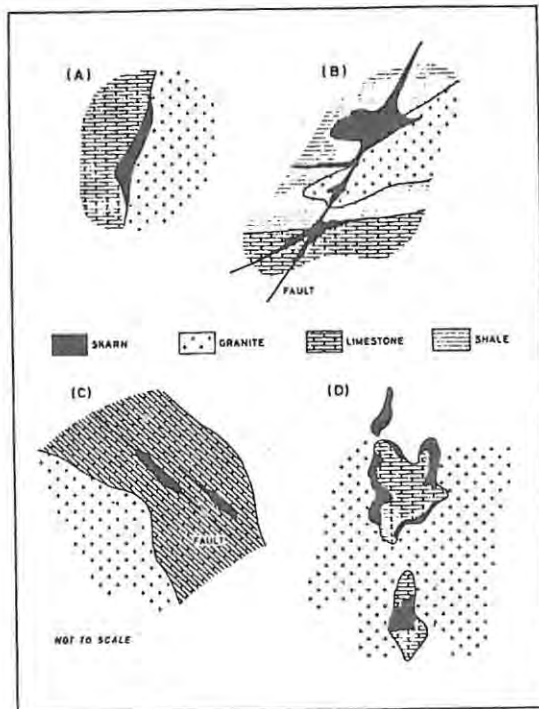 (A)
(B)
FAULT
SKARN
GRANITE
LIMESTONE
SHALE
(C)
(D)
FAULT
NOT TO SCALE